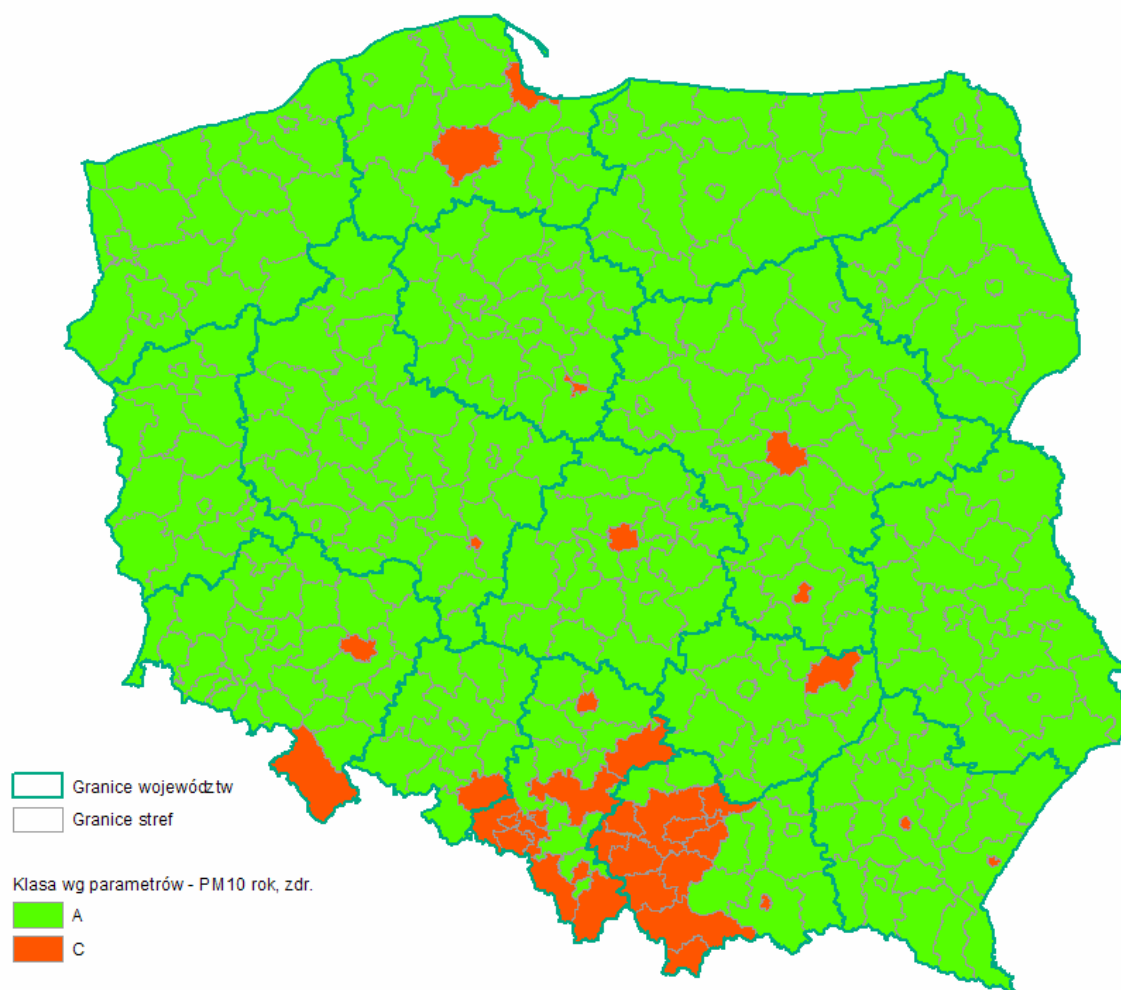 Granice województw
Granice stref
Klasa wg parametrów - PM10 rok, zdr.
A
C